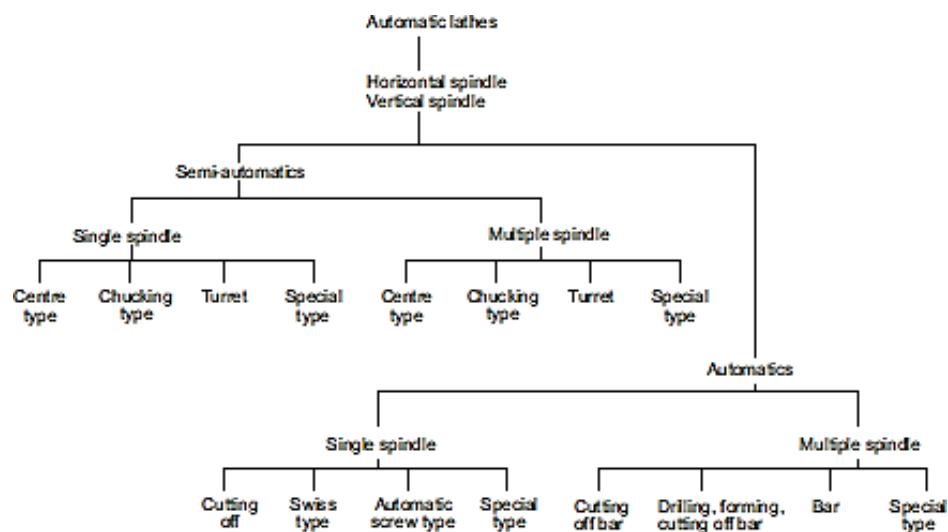 Automatic lathes
Horizontal spindle
Vertical spindle
Semi-automatics
Single spindle
Multiple spindle
Centre
type
Chucking
type
Turret
Special
type
Centre
type
Chucking
type
Turret
Special
type
Automatics
Single spindle
Multiple spindle
Cutting
off
Swiss
type
Automatic
screw type
Special
type
Cutting
off bar
Drilling, forming,
cutting off bar
Bar
Special
type